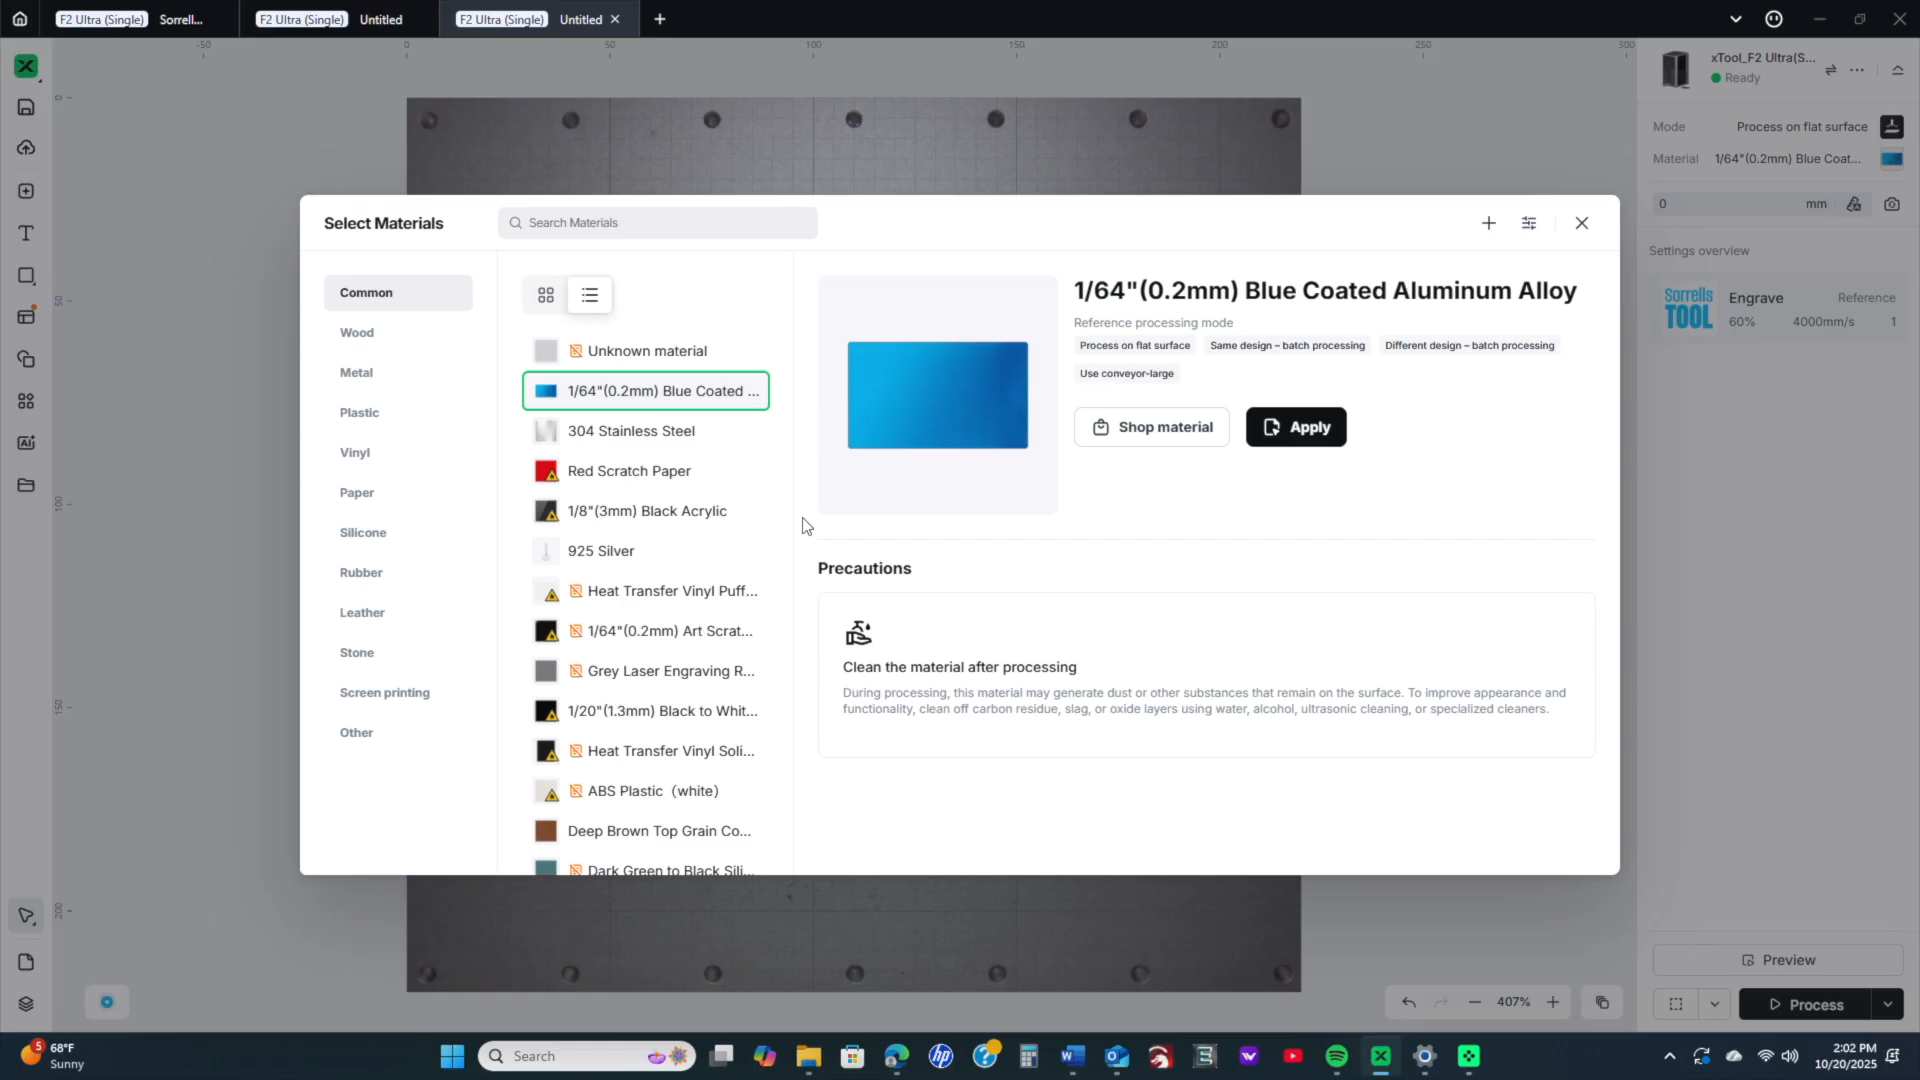 F2 Ultra (Single) Sorrell...
F2 Ultra (Single) Untitled
F2 Ultra (Single) Untitled
-50 0 50 100 150 200 250 300
0
50
100
150
200
xTool_F2 Ultra(S...
Ready
Mode Process on flat surface
Material 1/64"(0.2mm) Blue Coat...
0 mm
Settings overview
Sorrells
TOOL
Engrave Reference
60% 4000mm/s 1
Select Materials
Search Materials
Common
Wood
Metal
Plastic
Vinyl
Paper
Silicone
Rubber
Leather
Stone
Screen printing
Other
Unknown material
1/64"(0.2mm) Blue Coated ...
304 Stainless Steel
Red Scratch Paper
1/8"(3mm) Black Acrylic
925 Silver
Heat Transfer Vinyl Puff...
1/64"(0.2mm) Art Scrat...
Grey Laser Engraving R...
1/20"(1.3mm) Black to Whit...
Heat Transfer Vinyl Soli...
ABS Plastic（white）
Deep Brown Top Grain Co...
Dark Green to Black Sili...
1/64"(0.2mm) Blue Coated Aluminum Alloy
Reference processing mode
Process on flat surface
Same design – batch processing
Different design – batch processing
Use conveyor-large
Shop material
Apply
Precautions
Clean the material after processing
During processing, this material may generate dust or other substances that remain on the surface. To improve appearance and
functionality, clean off carbon residue, slag, or oxide layers using water, alcohol, ultrasonic cleaning, or specialized cleaners.
Preview
407%
Process
5
68°F
Sunny
Search
2:02 PM
10/20/2025